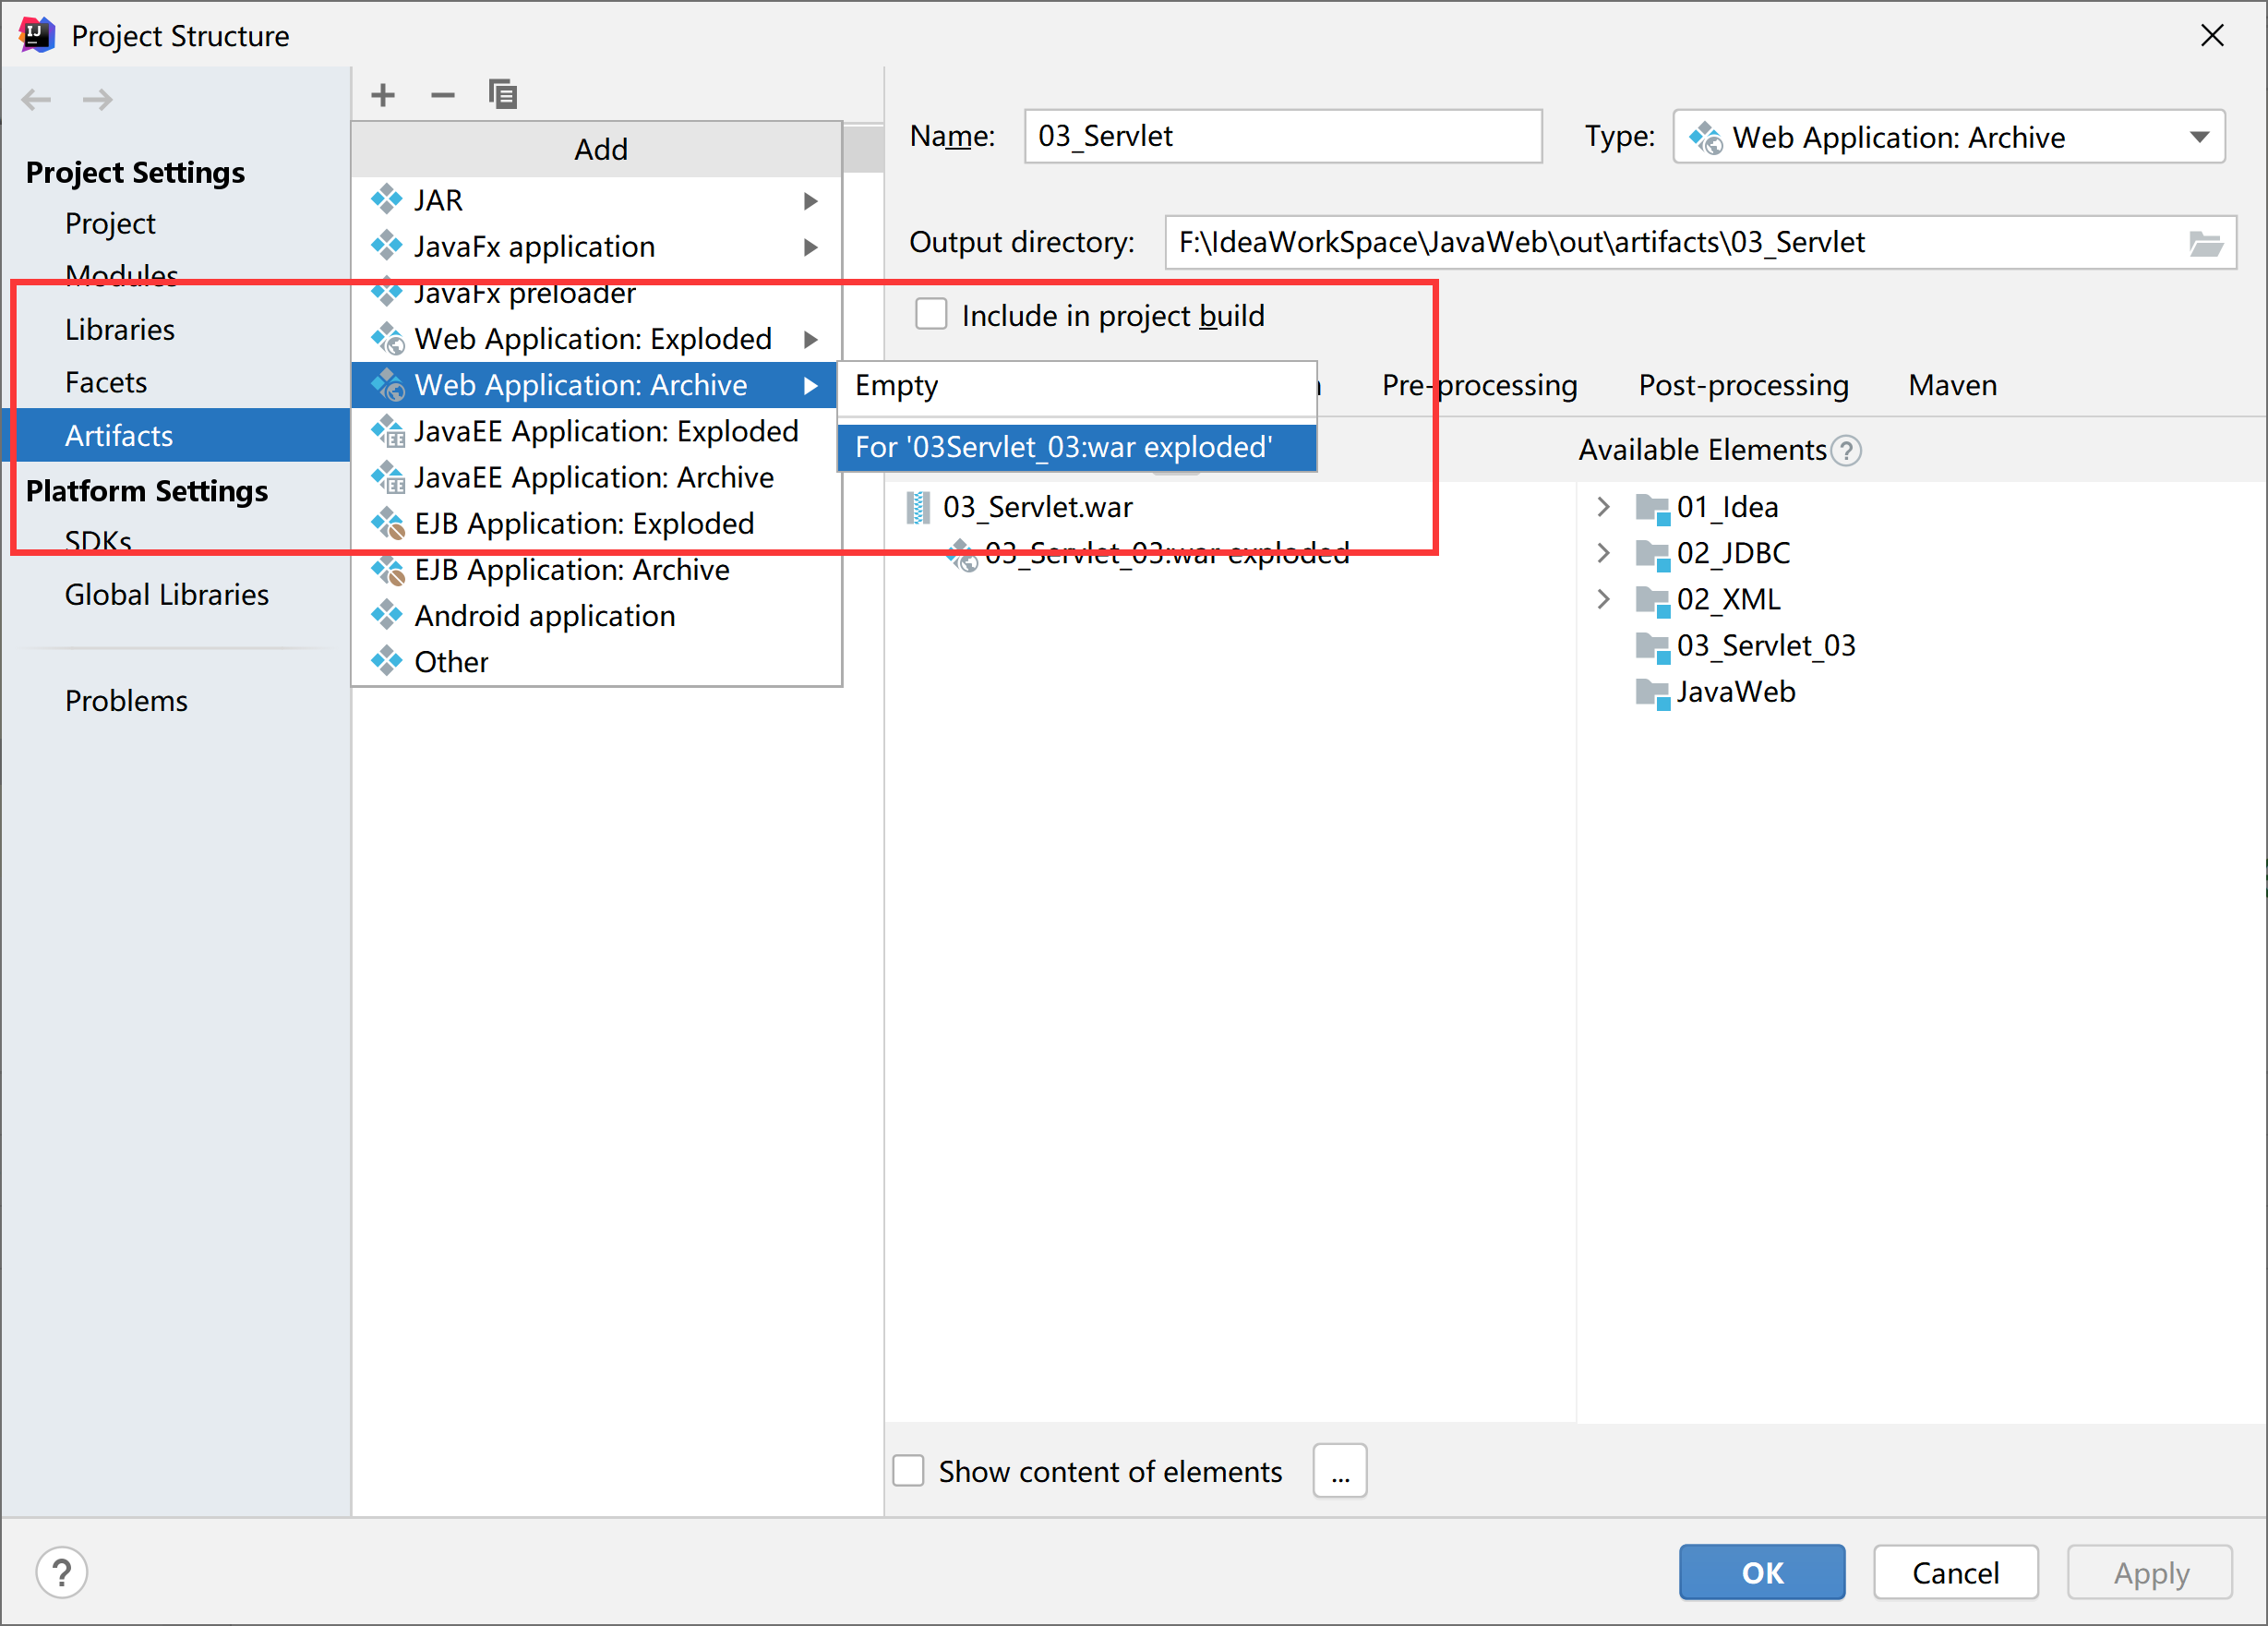 Project Structure
Project Settings
Project
Modules
Libraries
Facets
Artifacts
Platform Settings
SDKs
Global Libraries
Problems
Add
JAR
JavaFx application
JavaFx preloader
Web Application: Exploded
Web Application: Archive
JavaEE Application: Exploded
JavaEE Application: Archive
EJB Application: Exploded
EJB Application: Archive
Android application
Other
Empty
For '03Servlet_03:war exploded'
Name: 03_Servlet
Type: Web Application: Archive
Output directory: F:\IdeaWorkSpace\JavaWeb\out\artifacts\03_Servlet
Include in project build
Pre-processing Post-processing Maven
Available Elements ?
03_Servlet.war
03_Servlet_03:war exploded
01_Idea
02_JDBC
02_XML
03_Servlet_03
JavaWeb
Show content of elements ...
? OK Cancel Apply